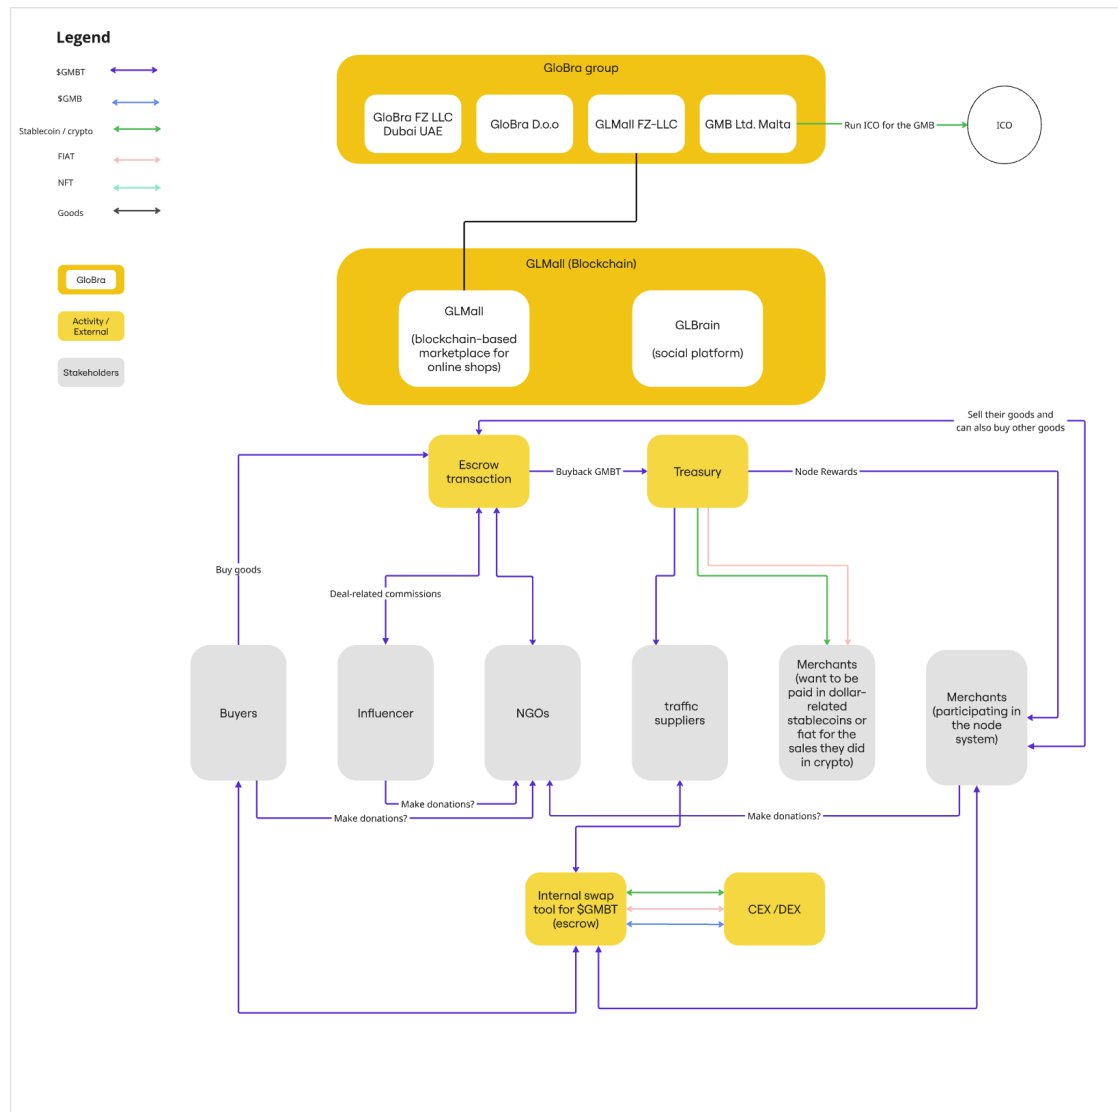 Legend
$GMBT
$GMB
Stablecoin / crypto
FIAT
NFT
Goods
GloBra
Activity /
External
Stakeholders
GloBra group
GloBra FZ LLC
Dubai UAE
GloBra D.o.o
GLMall FZ-LLC
GMB Ltd. Malta
Run ICO for the GMB
ICO
GLMall (Blockchain)
GLMall
(blockchain-based
marketplace for
online shops)
GLBrain
(social platform)
Sell their goods and
can also buy other goods
Escrow
transaction
Buyback GMBT
Treasury
Node Rewards
Buy goods
Deal-related commissions
Buyers
Influencer
NGOs
traffic
suppliers
Merchants
(want to be
paid in dollar-
related
stablecoins or
fiat for the
sales they did
in crypto)
Merchants
(participating in
the node
system)
Make donations?
Make donations?
Make donations?
Internal swap
tool for $GMBT
(escrow)
CEX /DEX